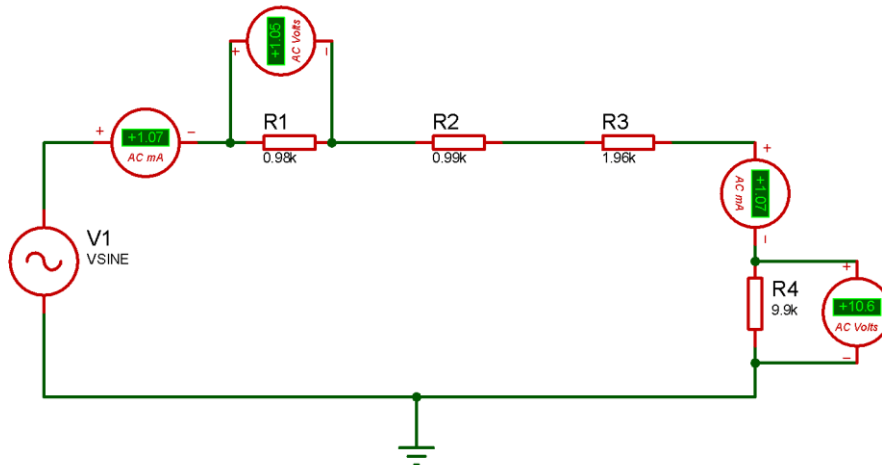 +1.05
AC Volts
+ −
R1
0.98k
R2
0.99k
R3
1.96k
+ −
+1.07
AC mA
+
+1.07
AC mA
−
V1
VSINE
R4
9.9k
+
+10.6
AC Volts
−